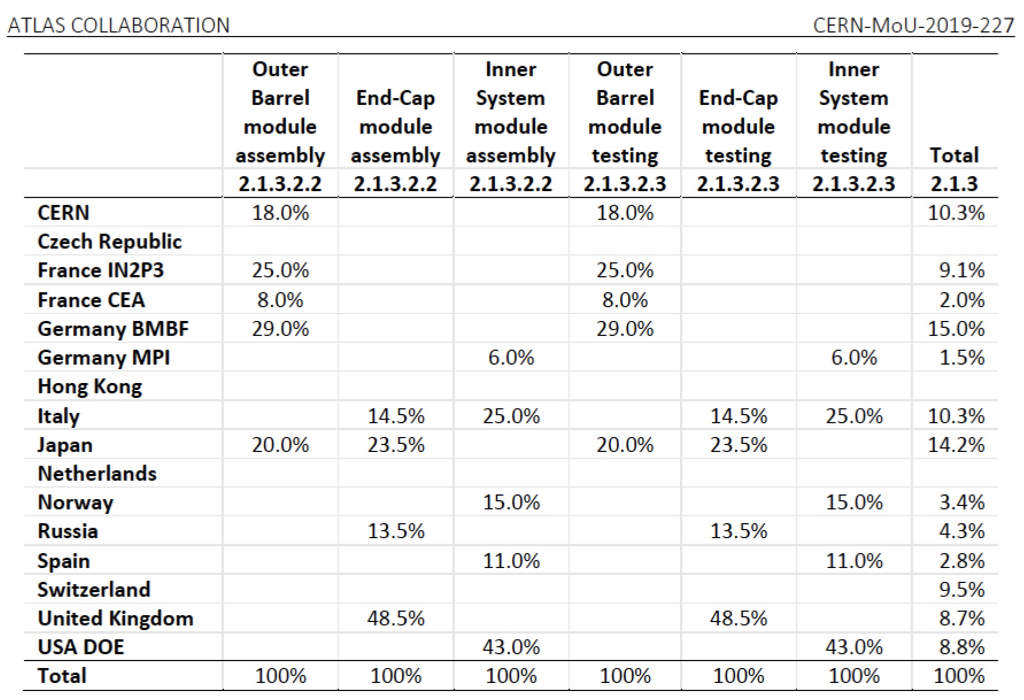 ATLAS COLLABORATION CERN-MoU-2019-227
Outer Inner Outer Inner
Barrel End-Cap System Barrel End-Cap System
module module module module module module
assembly assembly assembly testing testing testing Total
2.1.3.2.2 2.1.3.2.2 2.1.3.2.2 2.1.3.2.3 2.1.3.2.3 2.1.3.2.3 2.1.3
CERN 18.0% 18.0% 10.3%
Czech Republic
France IN2P3 25.0% 25.0% 9.1%
France CEA 8.0% 8.0% 2.0%
Germany BMBF 29.0% 29.0% 15.0%
Germany MPI 6.0% 6.0% 1.5%
Hong Kong
Italy 14.5% 25.0% 14.5% 25.0% 10.3%
Japan 20.0% 23.5% 20.0% 23.5% 14.2%
Netherlands
Norway 15.0% 15.0% 3.4%
Russia 13.5% 13.5% 4.3%
Spain 11.0% 11.0% 2.8%
Switzerland 9.5%
United Kingdom 48.5% 48.5% 8.7%
USA DOE 43.0% 43.0% 8.8%
Total 100% 100% 100% 100% 100% 100% 100%